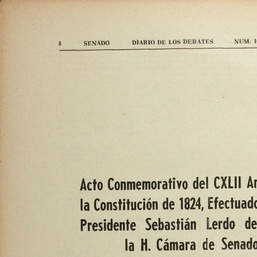 8 SENADO DIARIO DE LOS DEBATES NUM. 1
Acto Conmemorativo del CXLII
la Constitución de 1824, Efectuado
Presidente Sebastián Lerdo de
la H. Cámara de Senado